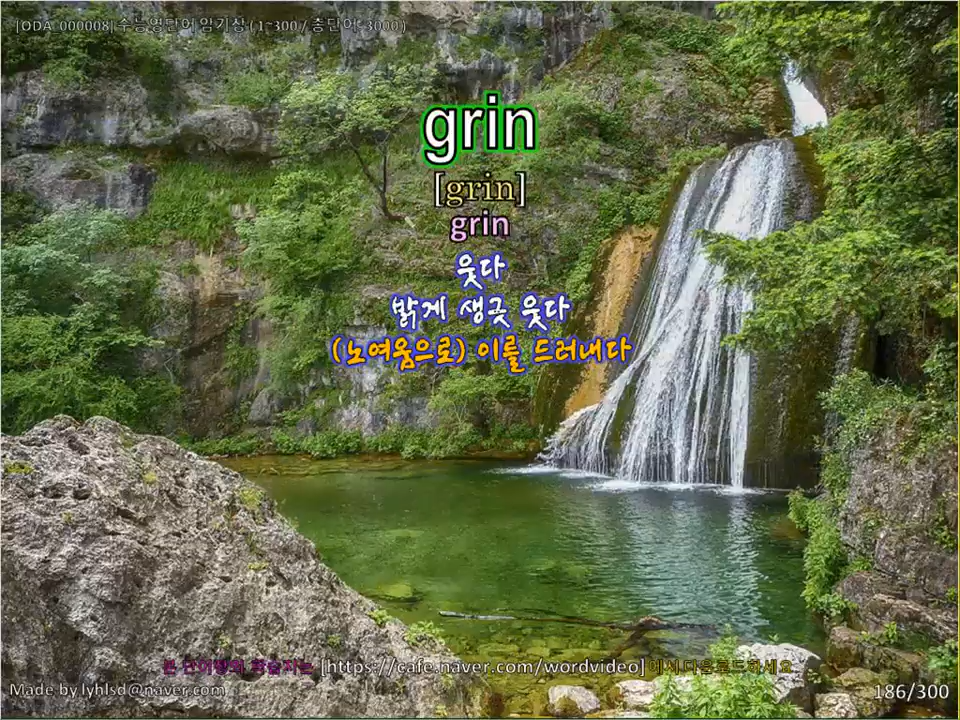 [ODA-000008] 수능영단어 암기장(1~300/총단어-3000)
grin
[grin]
grin
웃다
밝게 생긋 웃다
(노여움으로) 이를 드러내다
본 단어장의 학습지는 [https://cafe.naver.com/wordvideo]에서 다운로드하세요
Made by lyhlsd@naver.com
186/300